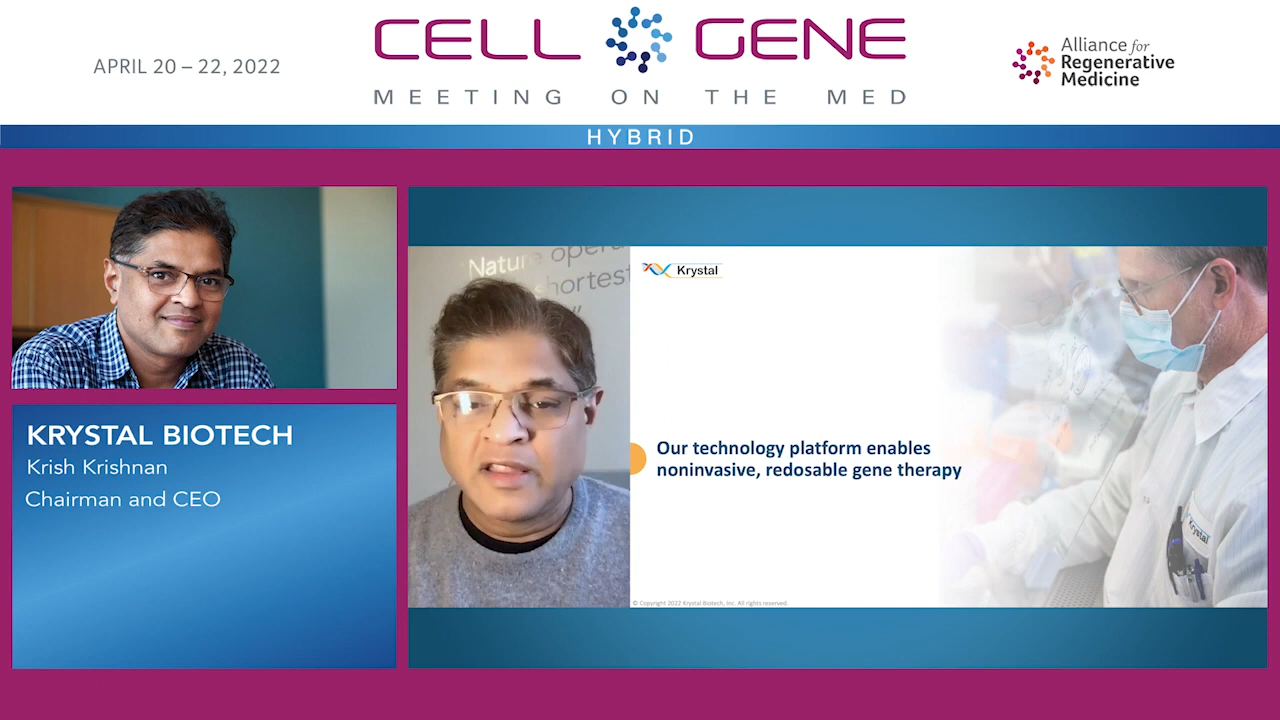 APRIL 20 – 22, 2022
CELL GENE
MEETING ON THE MED
Alliance for
Regenerative
Medicine
HYBRID
KRYSTAL BIOTECH
Krish Krishnan
Chairman and CEO
"Nature
shortest
Krystal
Our technology platform enables
noninvasive, redosable gene therapy
Krystal
© Copyright 2022 Krystal Biotech, Inc. All rights reserved.